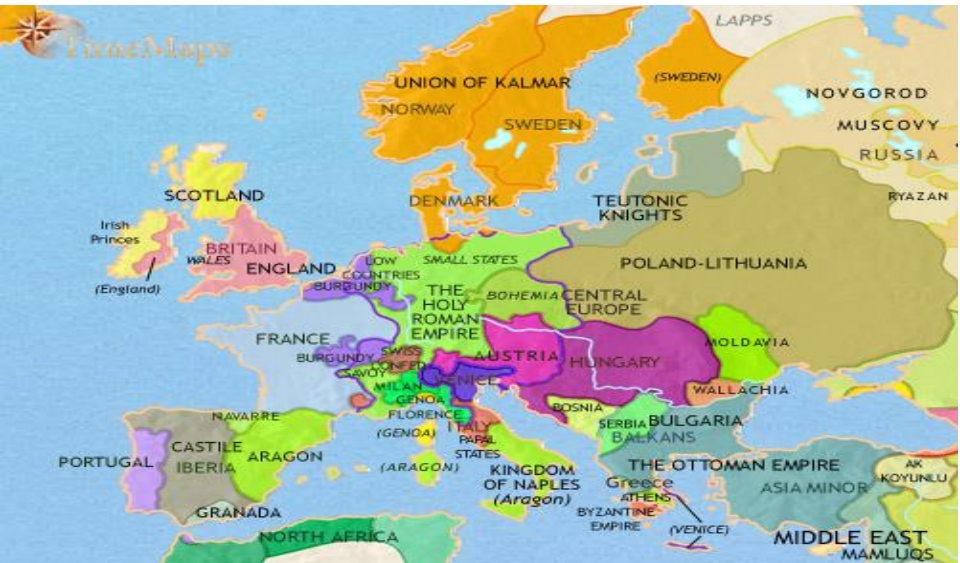 TimeMaps
LAPPS
UNION OF KALMAR
(SWEDEN)
NORWAY
SWEDEN
NOVGOROD
MUSCOVY
RUSSIA
SCOTLAND
DENMARK
TEUTONIC
KNIGHTS
RYAZAN
Irish
Princes
BRITAIN
WALES
ENGLAND
(England)
LOW
COUNTRIES
BURGUNDY
SMALL STATES
POLAND-LITHUANIA
THE
HOLY
ROMAN
EMPIRE
BOHEMIA
CENTRAL
EUROPE
FRANCE
BURGUNDY
SWISS
CONFED
SAVOY
AUSTRIA
HUNGARY
MOLDAVIA
MILAN
VENICE
GENOA
WALLACHIA
NAVARRE
FLORENCE
BOSNIA
(GENOA)
ITALY
PAPAL
STATES
SERBIA
BULGARIA
BALKANS
PORTUGAL
CASTILE
IBERIA
ARAGON
(ARAGON)
KINGDOM
OF NAPLES
(Aragon)
THE OTTOMAN EMPIRE
Greece
ASIA MINOR
AK
KOYUNLU
ATHENS
BYZANTINE
EMPIRE
(VENICE)
GRANADA
NORTH AFRICA
MIDDLE EAST
MAMLUQS